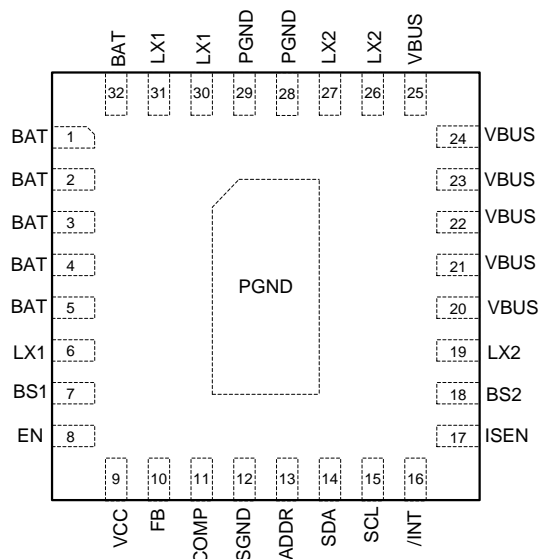 BAT
LX1
LX1
PGND
PGND
LX2
LX2
VBUS
32
31
30
29
28
27
26
25
BAT 1
24 VBUS
BAT 2
23 VBUS
BAT 3
22 VBUS
BAT 4
21 VBUS
BAT 5
20 VBUS
LX1 6
19 LX2
BS1 7
18 BS2
EN 8
17 ISEN
PGND
9
10
11
12
13
14
15
16
VCC
FB
COMP
SGND
ADDR
SDA
SCL
/INT